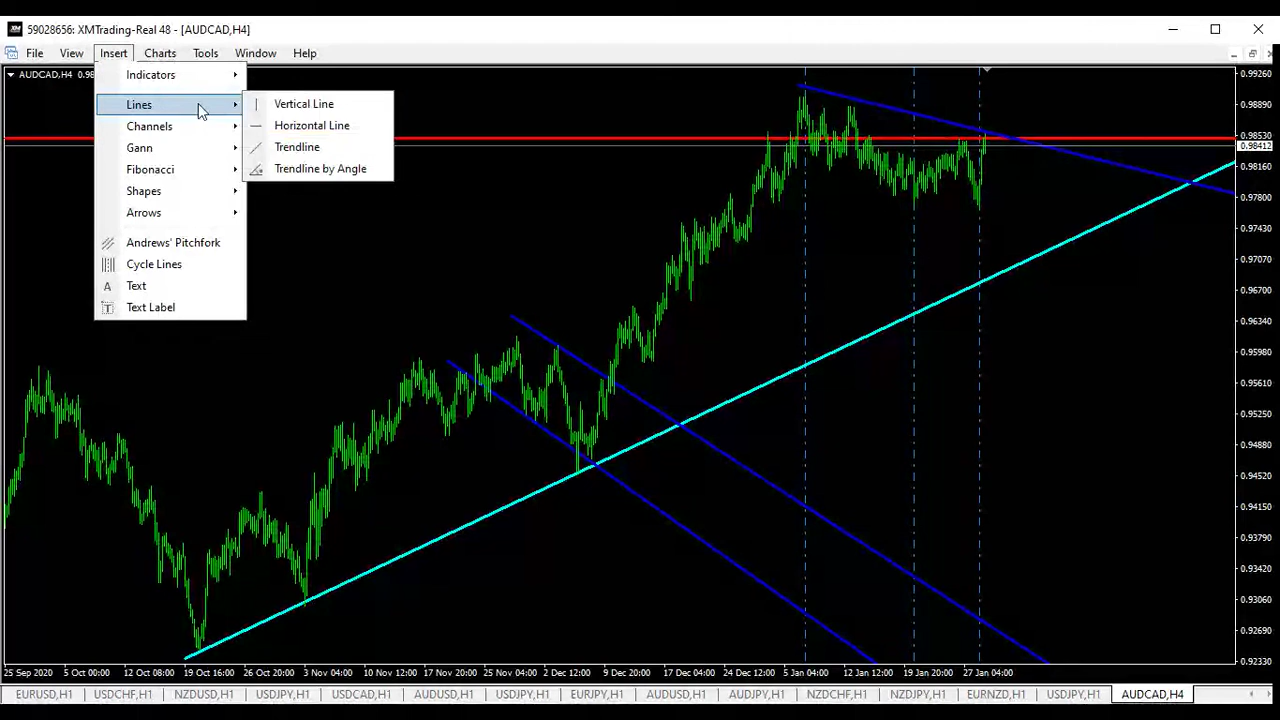 59028656: XMTrading-Real 48 - [AUDCAD,H4]
File View Insert Charts Tools Window Help
AUDCAD,H4
Indicators
Lines
Channels
Gann
Fibonacci
Shapes
Arrows
Andrews' Pitchfork
Cycle Lines
Text
Text Label
Vertical Line
Horizontal Line
Trendline
Trendline by Angle
0.99260
0.98890
0.98530
0.98412
0.98160
0.97800
0.97430
0.97070
0.96700
0.96340
0.95980
0.95610
0.95250
0.94880
0.94520
0.94150
0.93790
0.93420
0.93060
0.92690
0.92330
25 Sep 2020 5 Oct 00:00 12 Oct 08:00 19 Oct 16:00 26 Oct 20:00 3 Nov 04:00 10 Nov 12:00 17 Nov 20:00 25 Nov 04:00 2 Dec 12:00 9 Dec 20:00 17 Dec 04:00 24 Dec 12:00 5 Jan 04:00 12 Jan 12:00 19 Jan 20:00 27 Jan 04:00
EURUSD,H1 USDCHF,H1 NZDUSD,H1 USDJPY,H1 USDCAD,H1 AUDUSD,H1 USDJPY,H1 EURJPY,H1 AUDUSD,H1 AUDJPY,H1 NZDCHF,H1 NZDJPY,H1 EURNZD,H1 USDJPY,H1 AUDCAD,H4